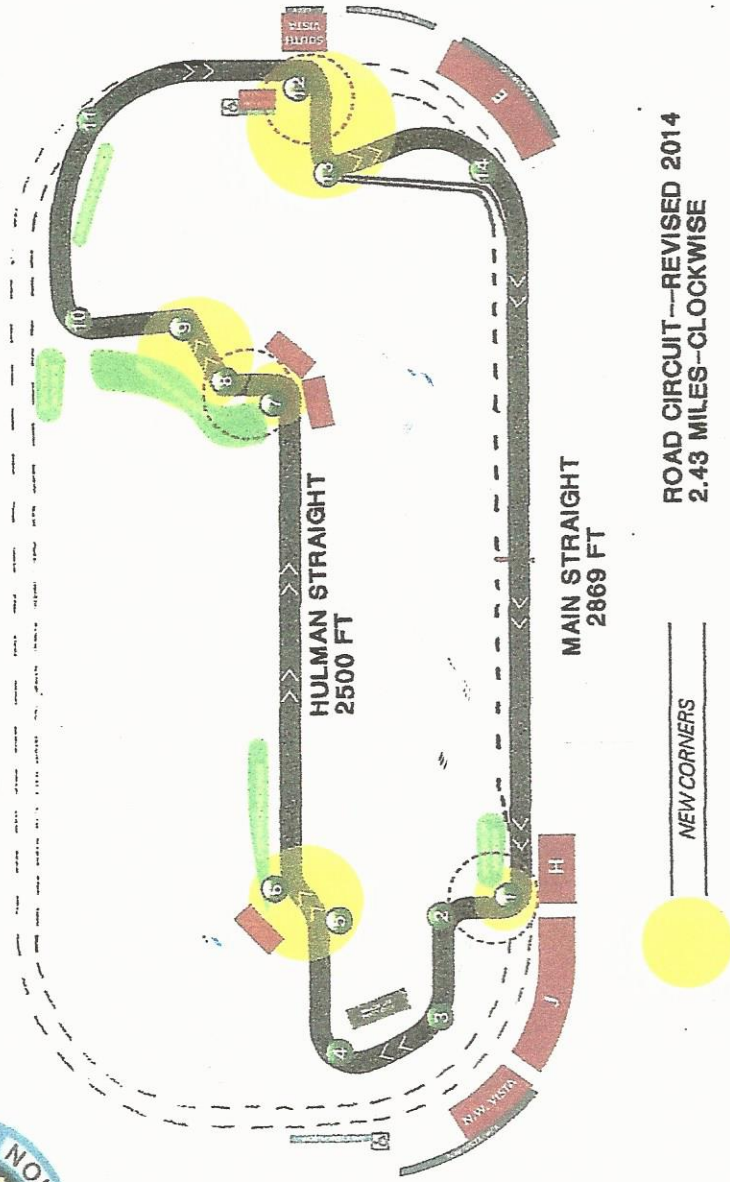 SOUTH
VISTA
12
11
E
13
14
10
9
8
7
HULMAN STRAIGHT
2500 FT
MAIN STRAIGHT
2869 FT
6
5
4
3
2
1
H
J
N.W. VISTA
NEW CORNERS
ROAD CIRCUIT--REVISED 2014
2.43 MILES-CLOCKWISE